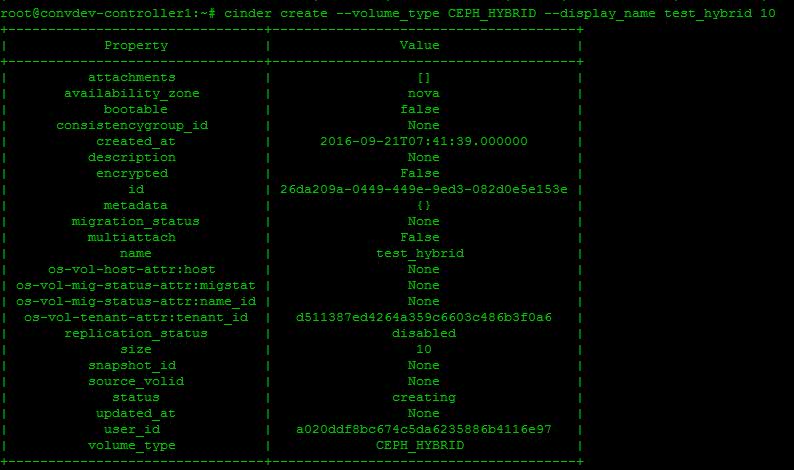 root@convdev-controller1:~# cinder create --volume_type CEPH_HYBRID --display_name test_hybrid 10
+--------------------------------+--------------------------------------+
| Property | Value |
+--------------------------------+--------------------------------------+
| attachments | [] |
| availability_zone | nova |
| bootable | false |
| consistencygroup_id | None |
| created_at | 2016-09-21T07:41:39.000000 |
| description | None |
| encrypted | False |
| id | 26da209a-0449-449e-9ed3-082d0e5e153e |
| metadata | {} |
| migration_status | None |
| multiattach | False |
| name | test_hybrid |
| os-vol-host-attr:host | None |
| os-vol-mig-status-attr:migstat | None |
| os-vol-mig-status-attr:name_id | None |
| os-vol-tenant-attr:tenant_id | d511387ed4264a359c6603c486b3f0a6 |
| replication_status | disabled |
| size | 10 |
| snapshot_id | None |
| source_volid | None |
| status | creating |
| updated_at | None |
| user_id | a020ddf8bc674c5da6235886b4116e97 |
| volume_type | CEPH_HYBRID |
+--------------------------------+--------------------------------------+